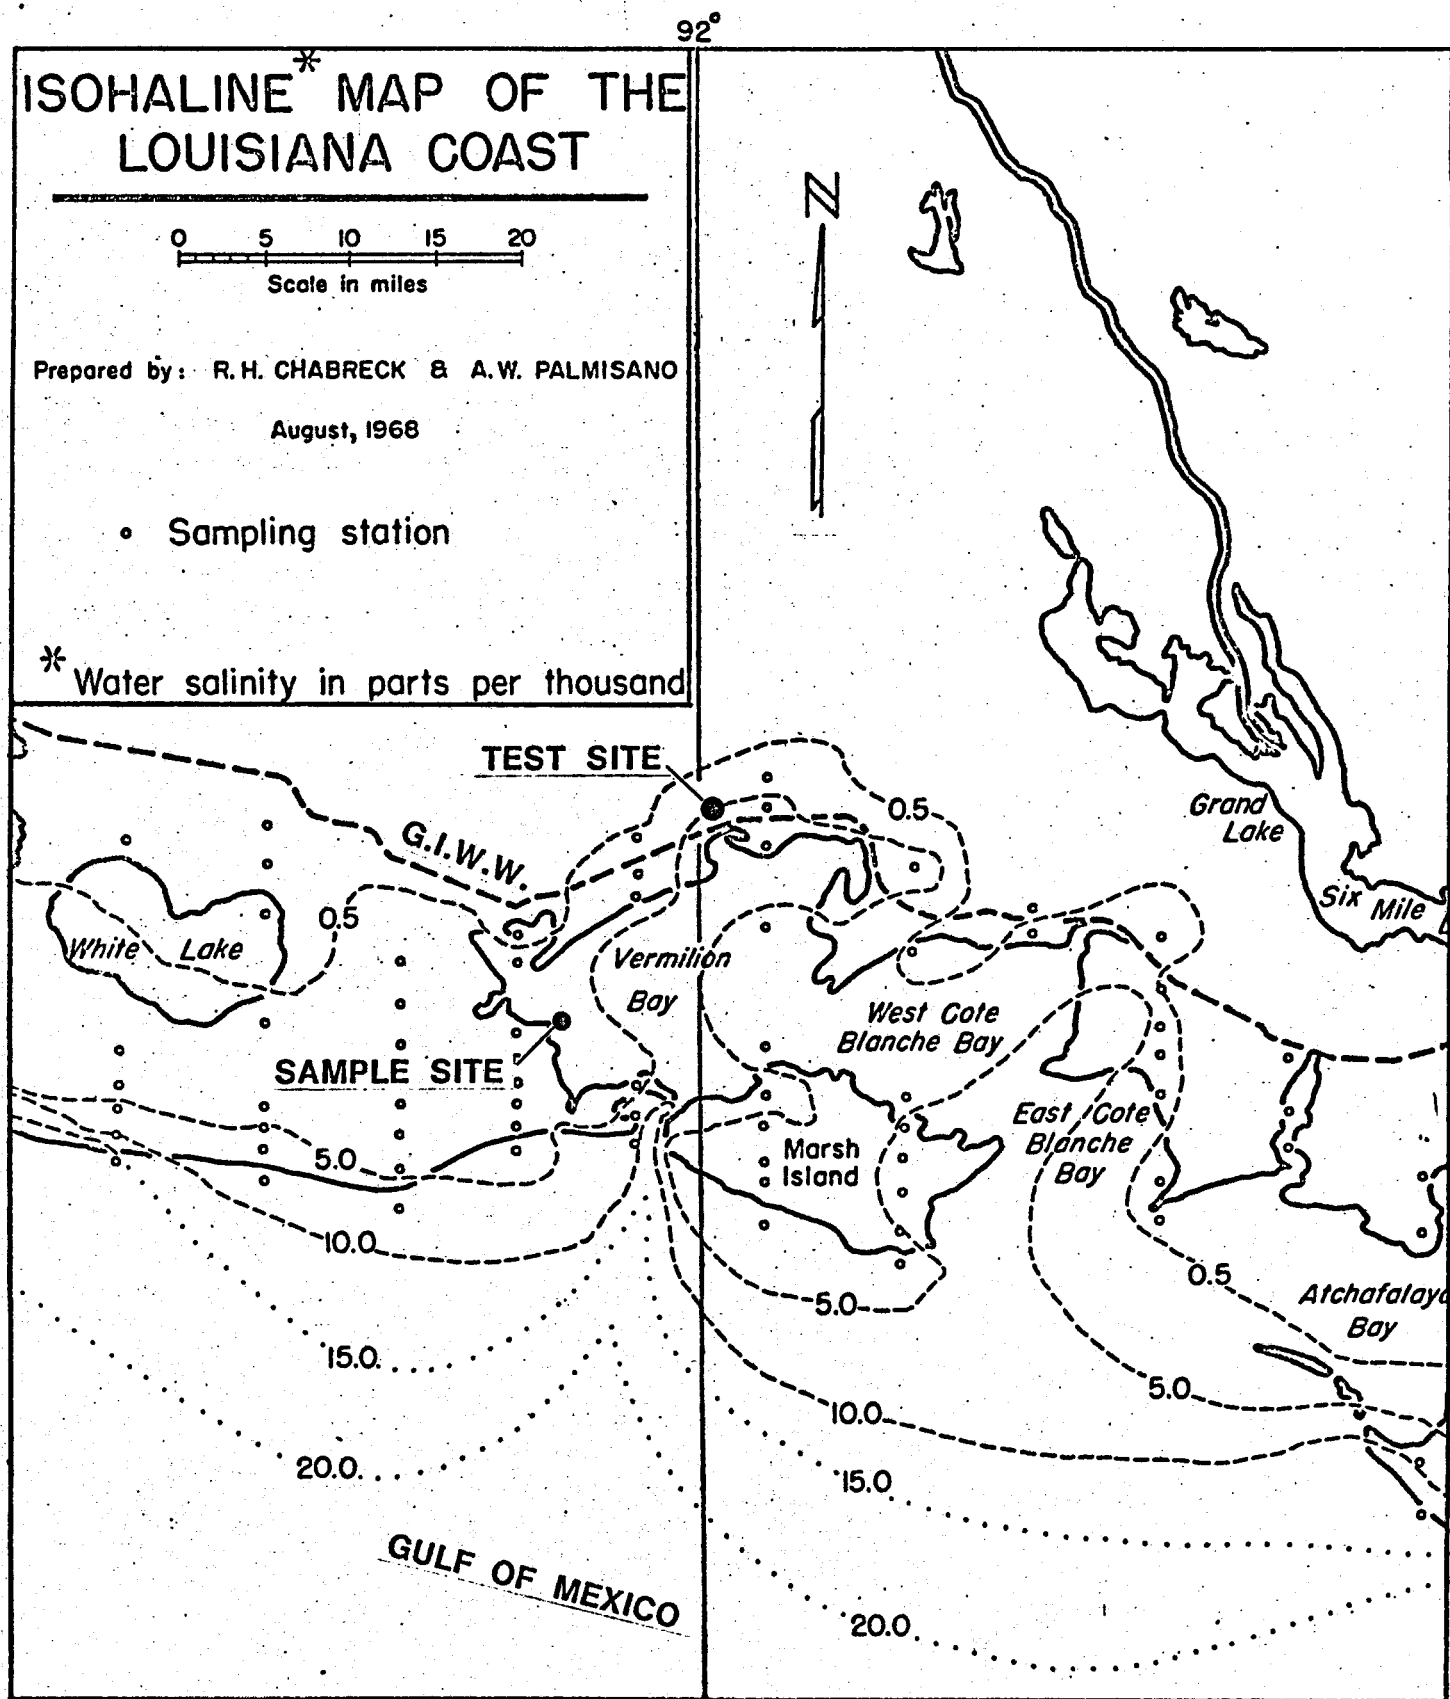 92°
ISOHALINE* MAP OF THE
LOUISIANA COAST
0 5 10 15 20
Scale in miles
Prepared by: R.H. CHABRECK & A.W. PALMISANO
August, 1968
Sampling station
* Water salinity in parts per thousand
N
TEST SITE
G.I.W.W.
0.5
Grand
Lake
Six Mile
0.5
White Lake
Vermilion
Bay
West Cote
Blanche Bay
SAMPLE SITE
East Cote
Blanche
Bay
Marsh
Island
5.0
10.0
0.5
Atchafalaya
Bay
5.0
15.0
5.0
10.0
20.0
15.0
GULF OF MEXICO
20.0